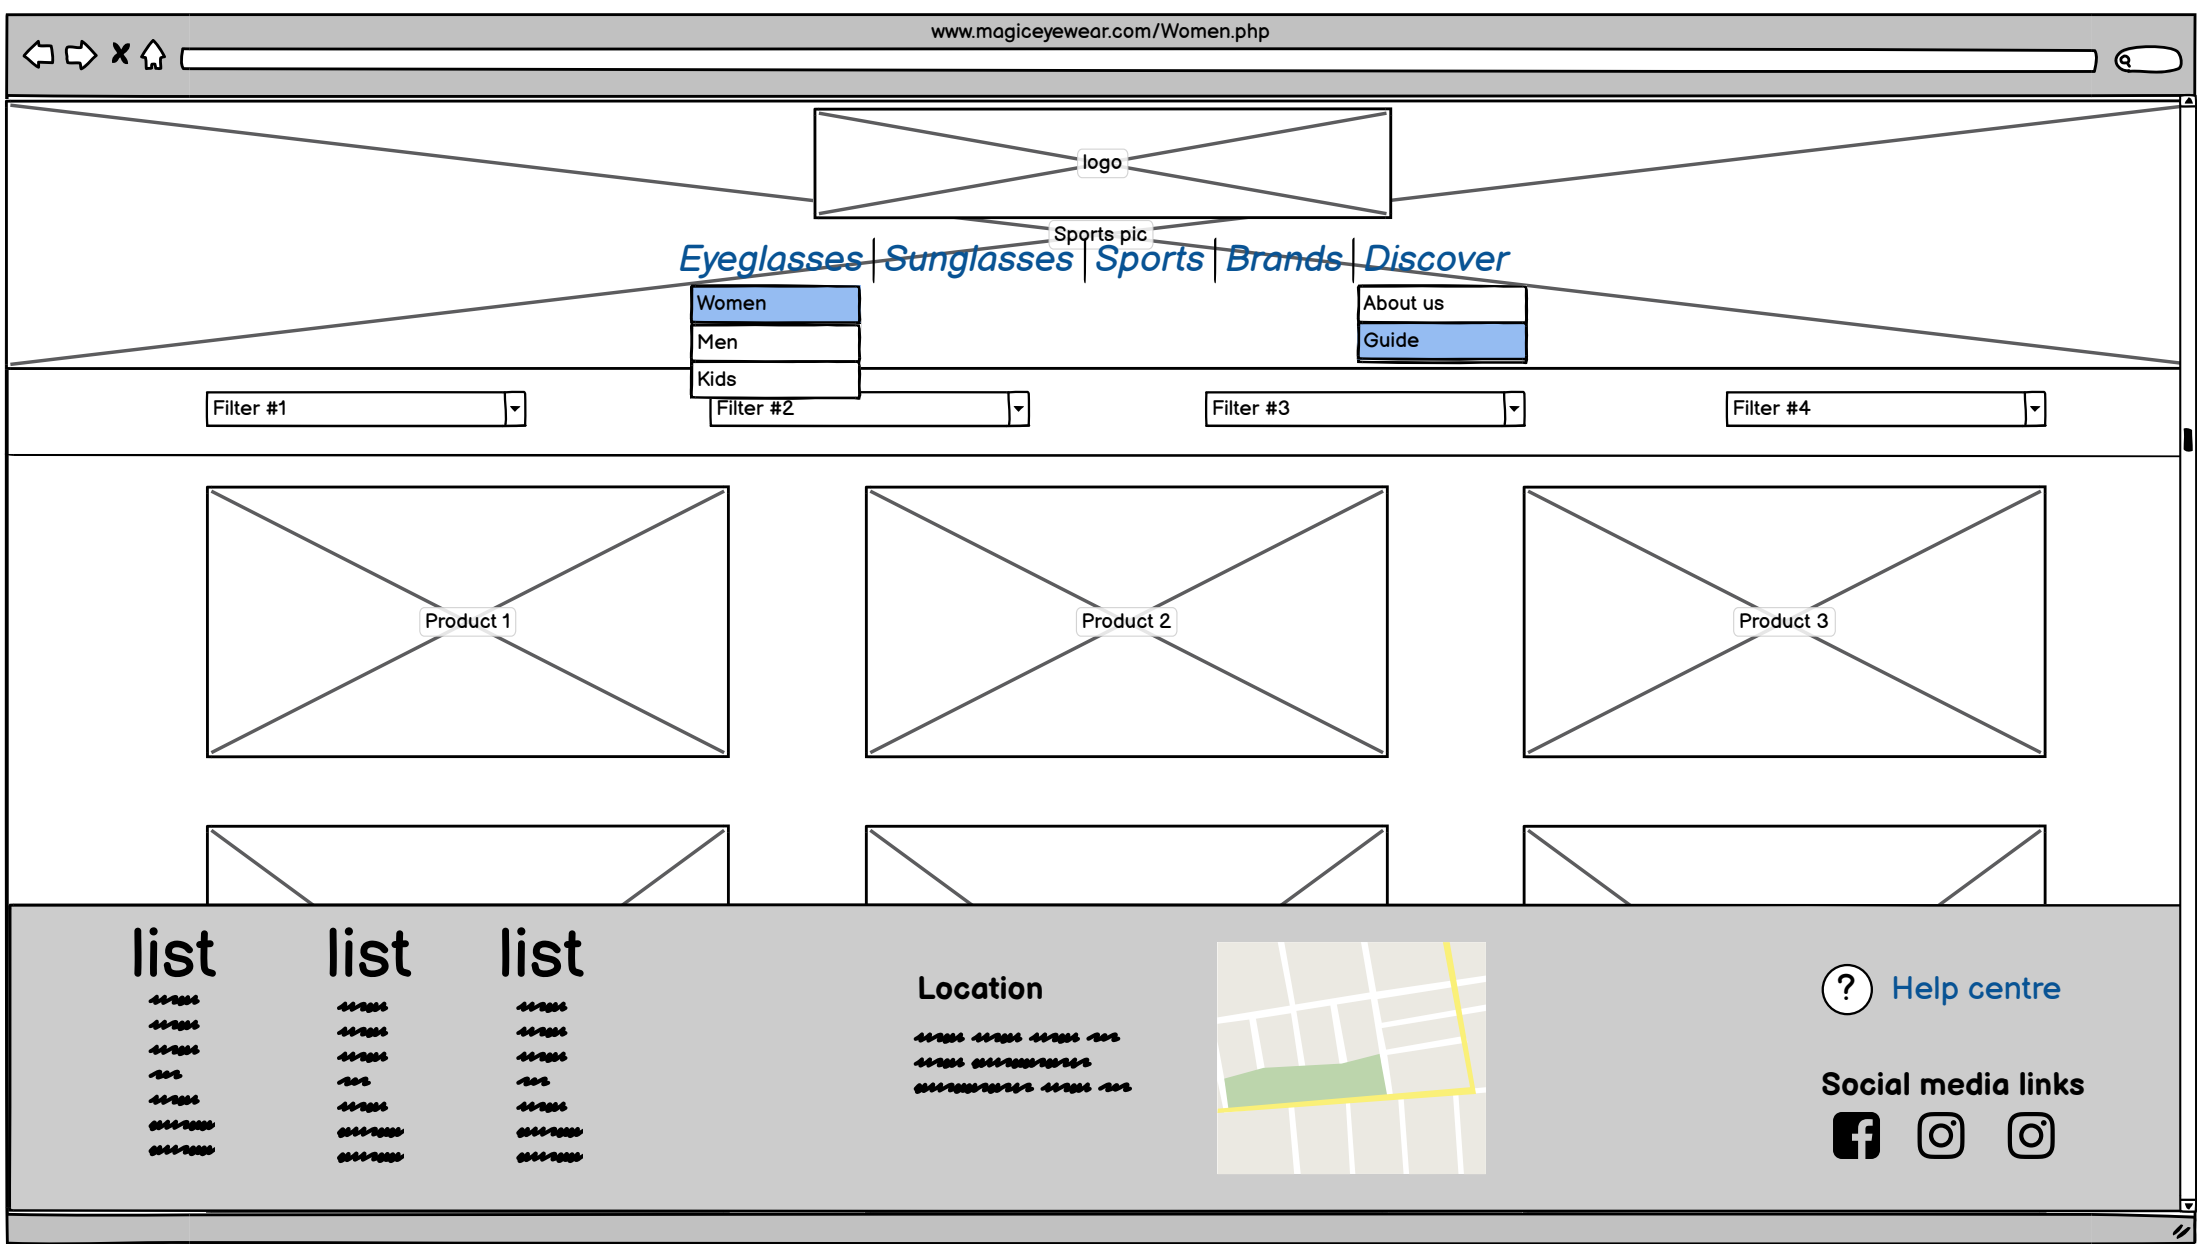 www.magiceyewear.com/Women.php
logo
Sports pic
Eyeglasses Sunglasses Sports Brands Discover
Women
Men
Kids
About us
Guide
Filter #1
Filter #2
Filter #3
Filter #4
Product 1
Product 2
Product 3
list
list
list
Location
? Help centre
Social media links